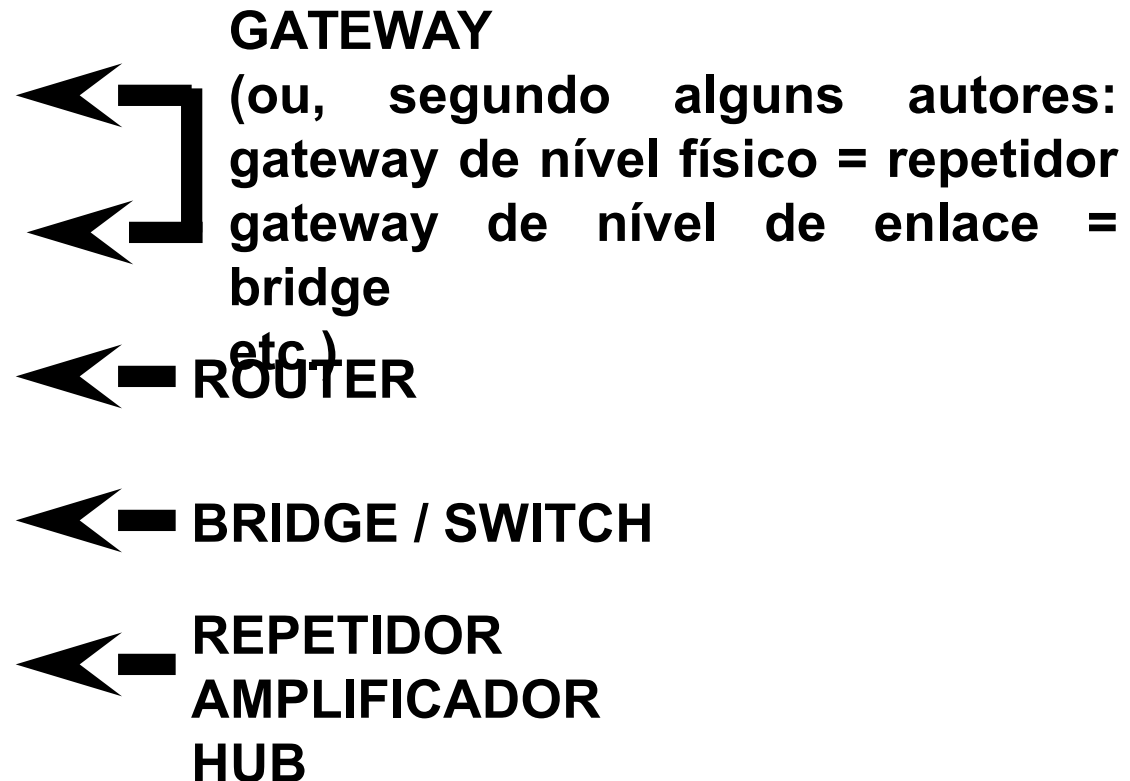 GATEWAY
(ou, segundo alguns autores:
gateway de nível físico = repetidor
gateway de nível de enlace =
bridge
etc.)
ROUTER
BRIDGE / SWITCH
REPETIDOR
AMPLIFICADOR
HUB